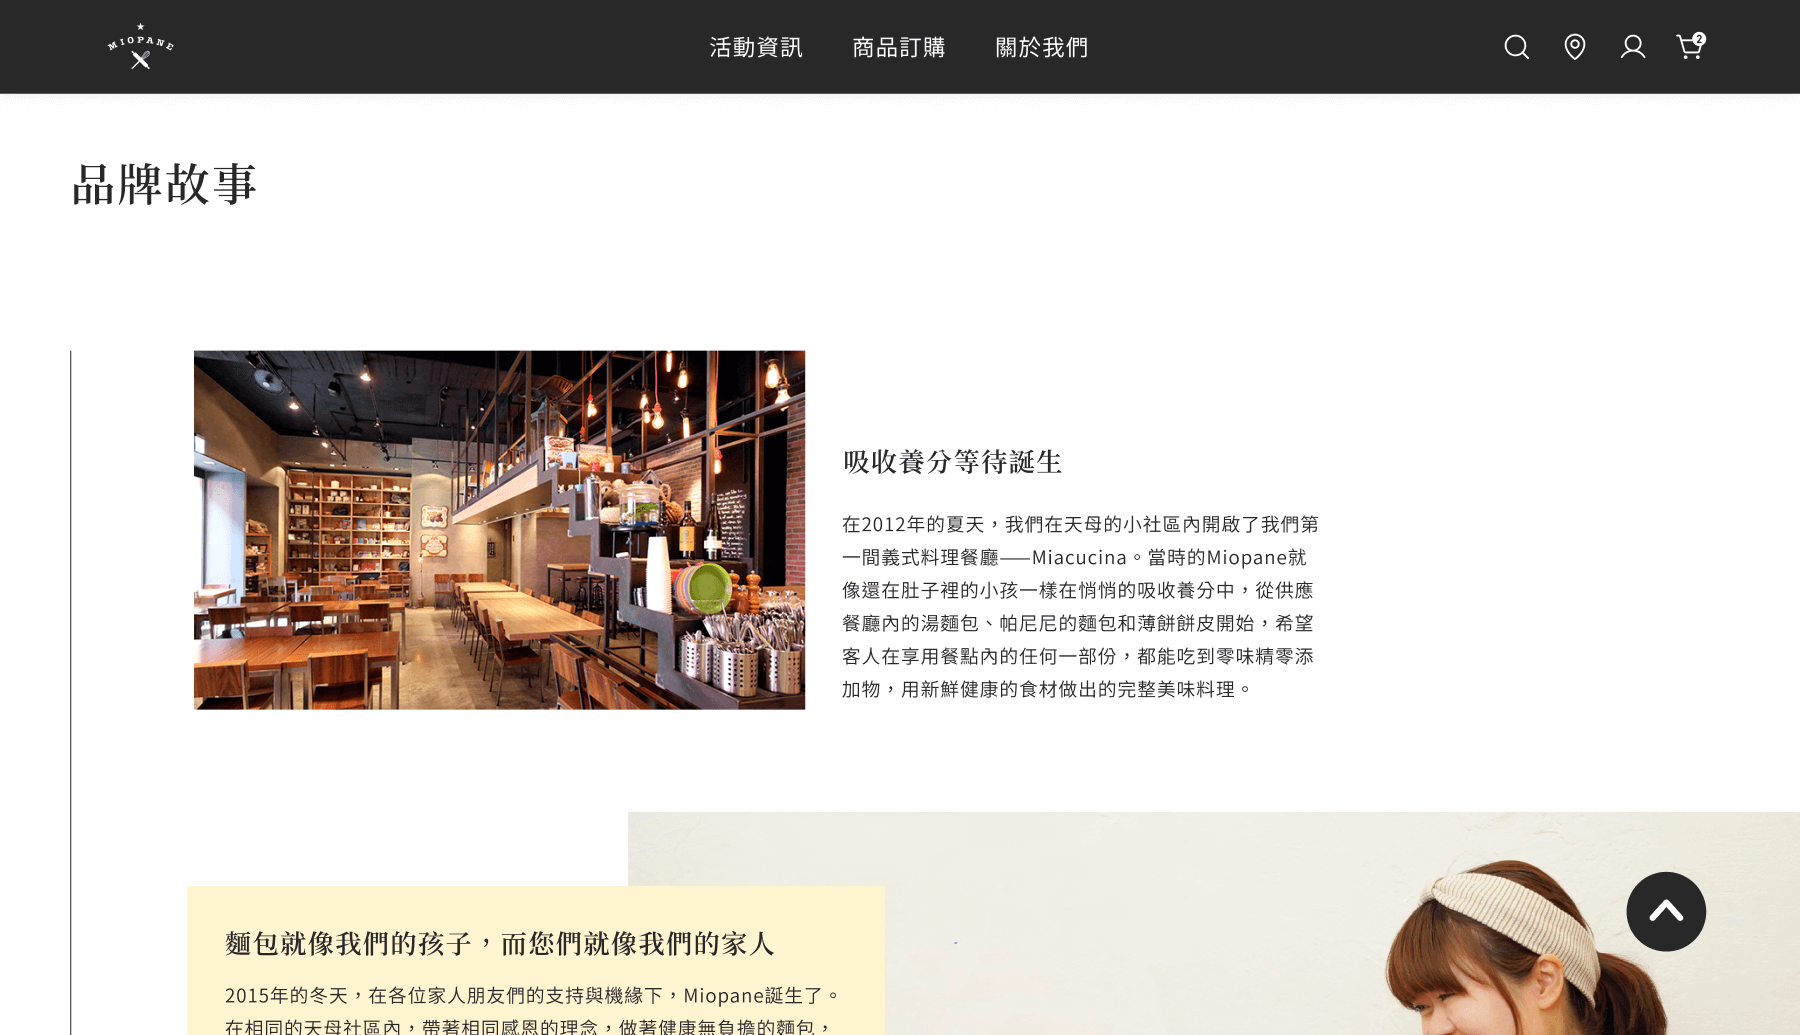 MIOPANE
活動資訊
商品訂購
關於我們
2
品牌故事
吸收養分等待誕生
在2012年的夏天，我們在天母的小社區內開啟了我們第
一間義式料理餐廳——Miacucina。當時的Miopane就
像還在肚子裡的小孩一樣在悄悄的吸收養分中，從供應
餐廳內的湯麵包、帕尼尼的麵包和薄餅餅皮開始，希望
客人在享用餐點內的任何一部份，都能吃到零味精零添
加物，用新鮮健康的食材做出的完整美味料理。
麵包就像我們的孩子，而您們就像我們的家人
2015年的冬天，在各位家人朋友們的支持與機緣下，Miopane誕生了。
在相同的天母社區內，帶著相同感恩的理念，做著健康無負擔的麵包，